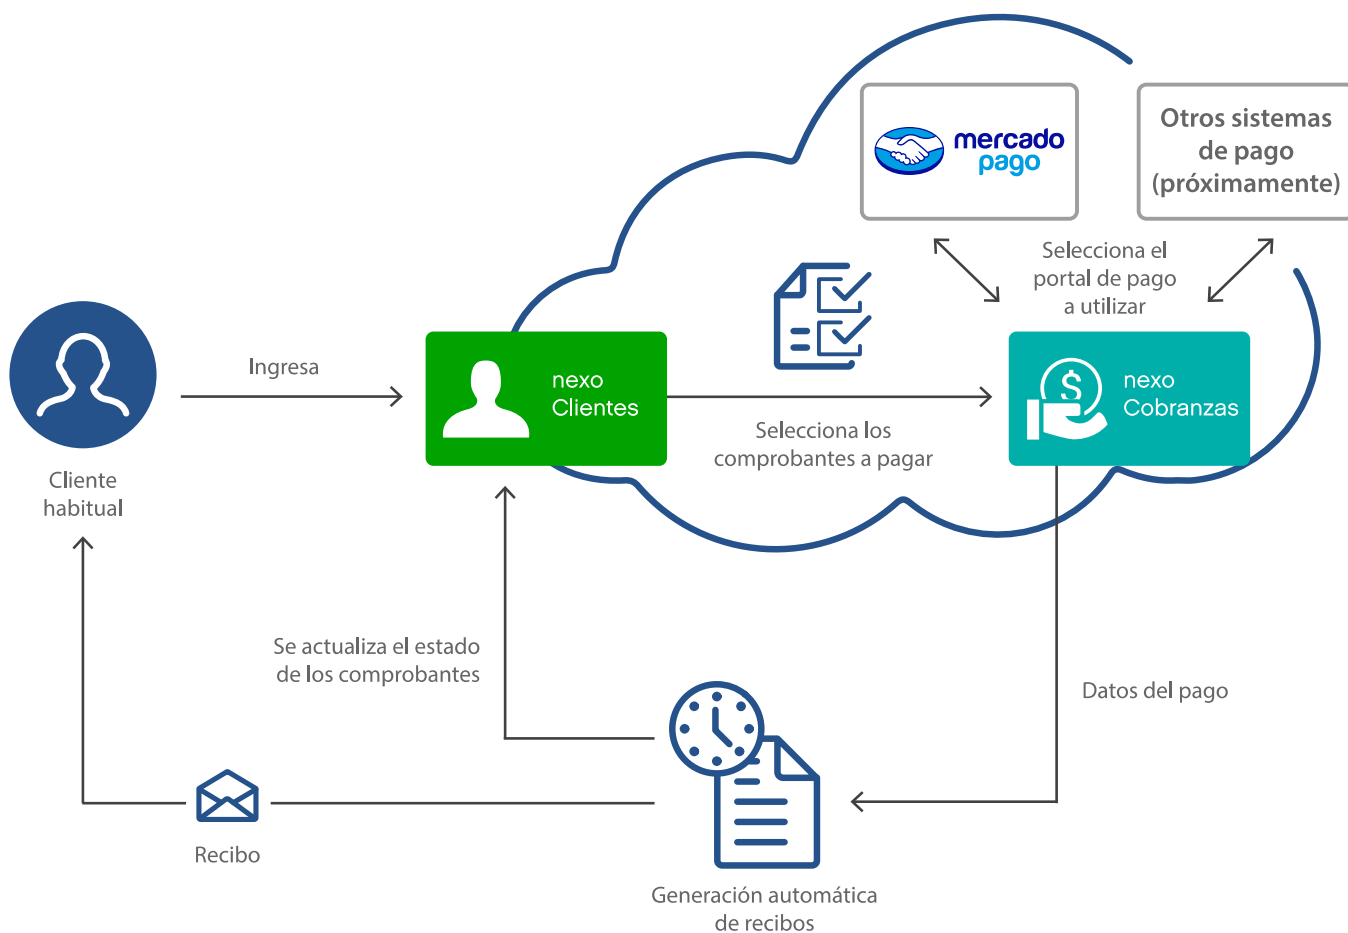 mercado
pago
Otros sistemas
de pago
(próximamente)
Selecciona el
portal de pago
a utilizar
Ingresa
nexo
Clientes
nexo
Cobranzas
Selecciona los
comprobantes a pagar
Cliente
habitual
Se actualiza el estado
de los comprobantes
Datos del pago
Recibo
Generación automática
de recibos